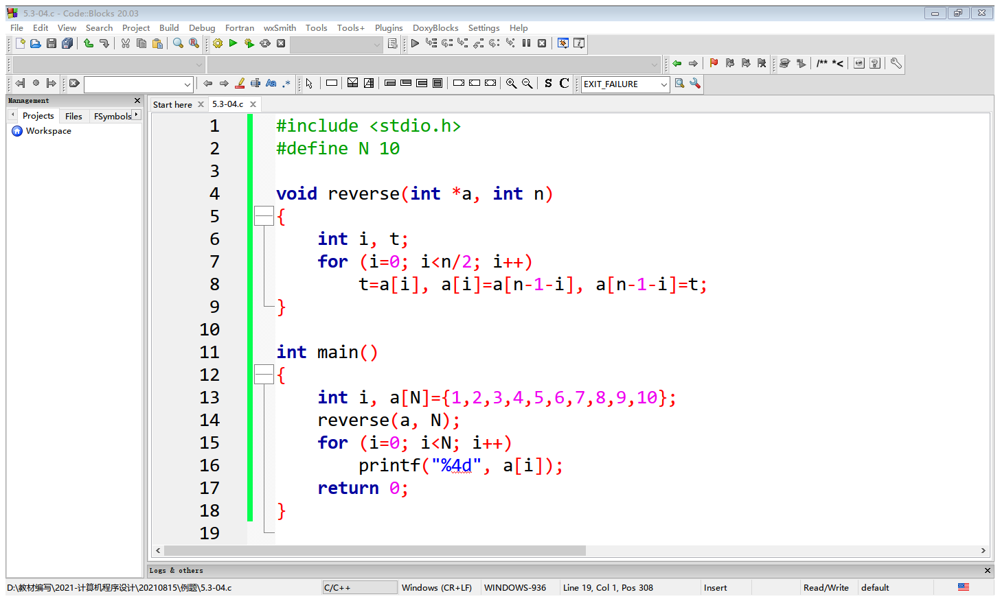 5.3-04.c - Code::Blocks 20.03
File Edit View Search Project Build Debug Fortran wxSmith Tools Tools+ Plugins DoxyBlocks Settings Help
/** *<
S C EXIT_FAILURE
Management
Projects Files FSymbols
Workspace
Start here 5.3-04.c
1 #include <stdio.h>
2 #define N 10
3
4 void reverse(int *a, int n)
5 {
6     int i, t;
7     for (i=0; i<n/2; i++)
8         t=a[i], a[i]=a[n-1-i], a[n-1-i]=t;
9 }
10
11 int main()
12 {
13     int i, a[N]={1,2,3,4,5,6,7,8,9,10};
14     reverse(a, N);
15     for (i=0; i<N; i++)
16         printf("%4d", a[i]);
17     return 0;
18 }
19
Logs & others
D:\教材编写\2021-计算机程序设计\20210815\例题\5.3-04.c C/C++ Windows (CR+LF) WINDOWS-936 Line 19, Col 1, Pos 308 Insert Read/Write default